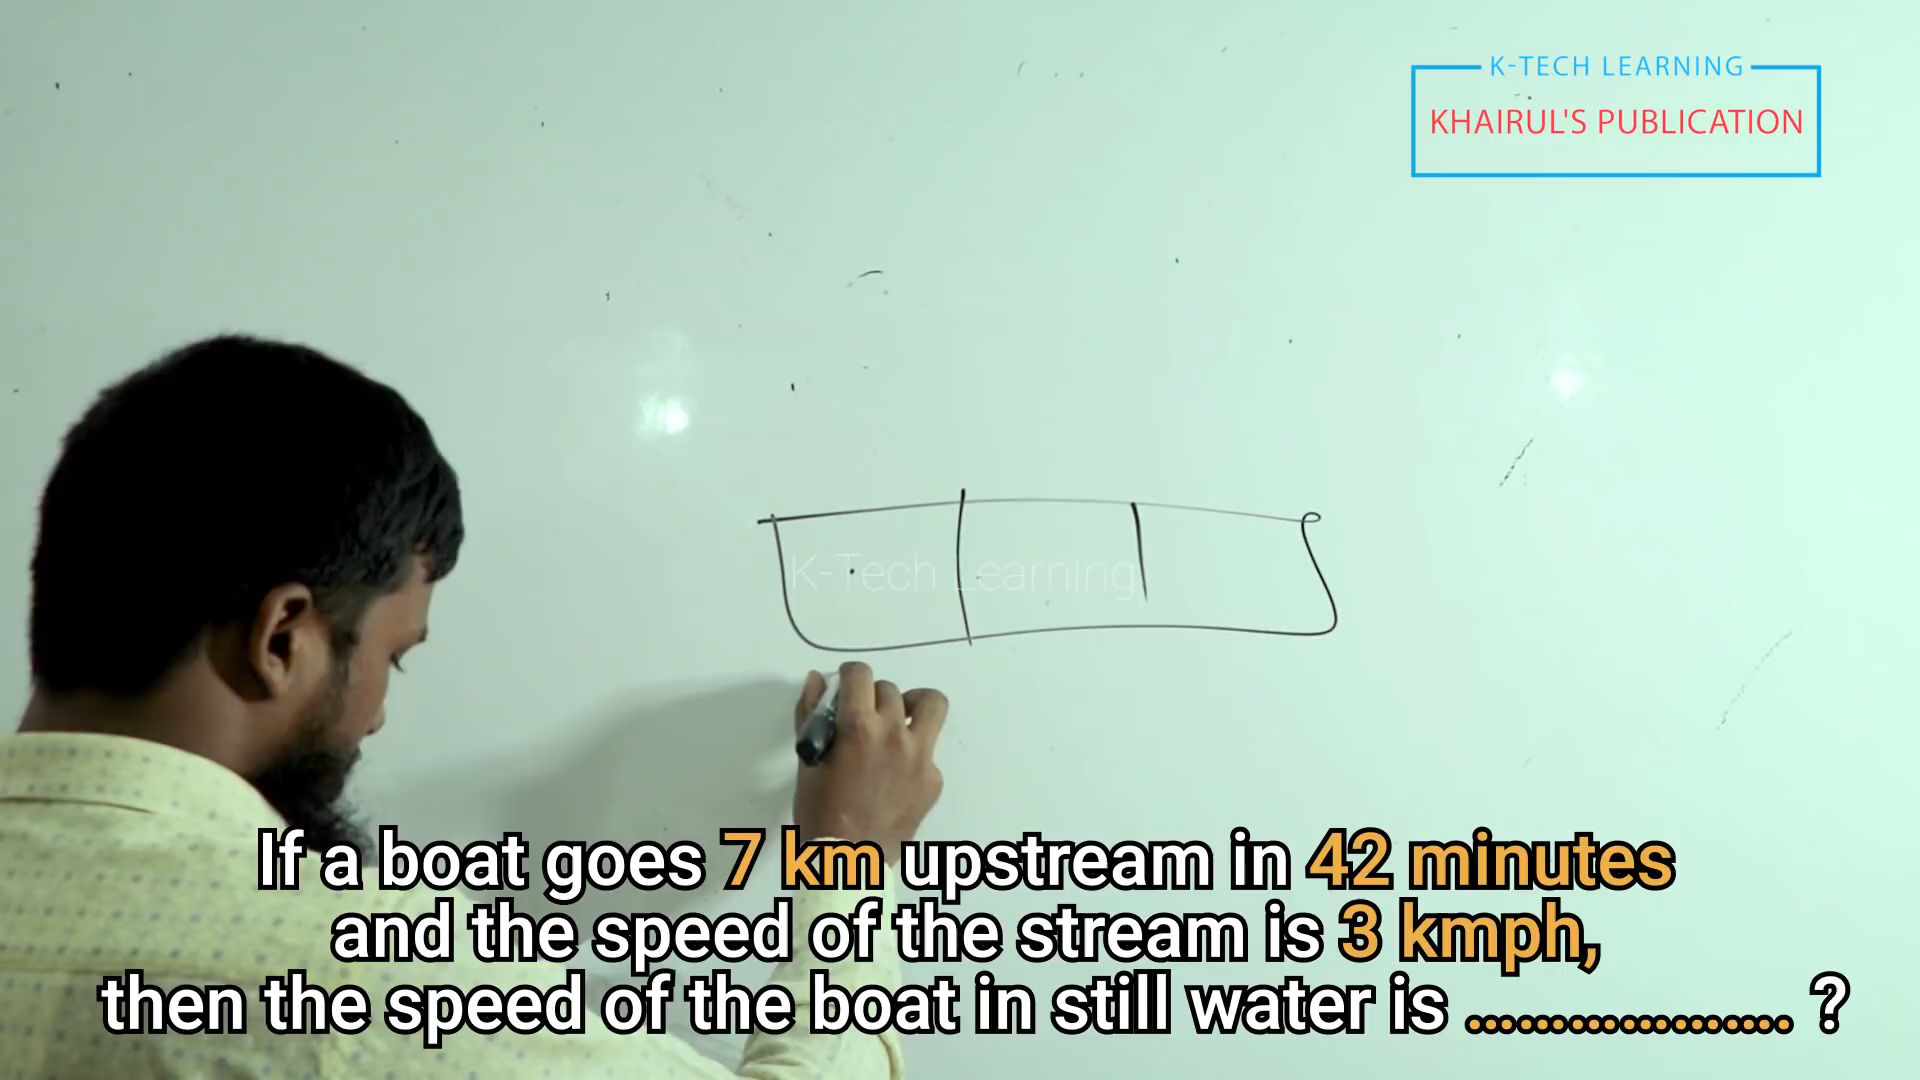 K-TECH LEARNING
KHAIRUL'S PUBLICATION
K-Tech Learning
If a boat goes 7 km upstream in 42 minutes
and the speed of the stream is 3 kmph,
then the speed of the boat in still water is ................... ?